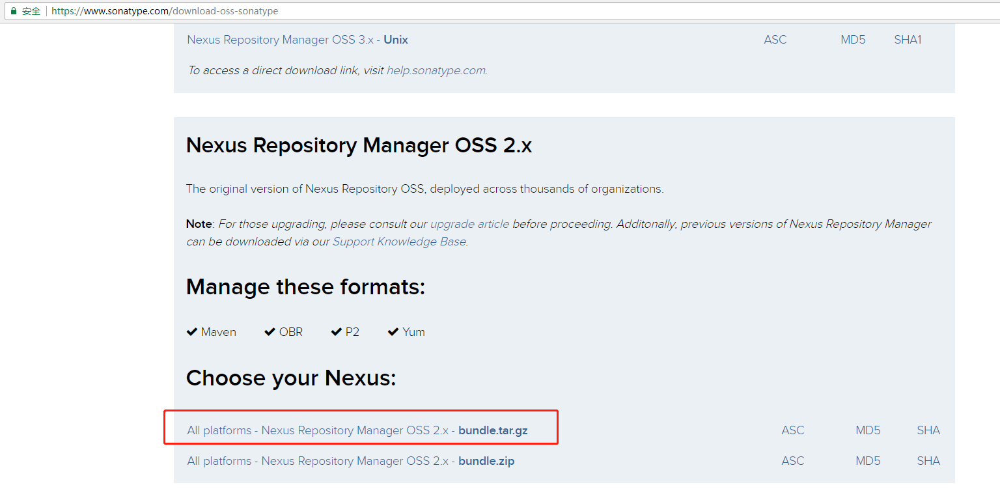 安全 https://www.sonatype.com/download-oss-sonatype
Nexus Repository Manager OSS 3.x - Unix ASC MD5 SHA1
To access a direct download link, visit help.sonatype.com.
Nexus Repository Manager OSS 2.x
The original version of Nexus Repository OSS, deployed across thousands of organizations.
Note: For those upgrading, please consult our upgrade article before proceeding. Additonally, previous versions of Nexus Repository Manager
can be downloaded via our Support Knowledge Base.
Manage these formats:
Maven OBR P2 Yum
Choose your Nexus:
All platforms - Nexus Repository Manager OSS 2.x - bundle.tar.gz ASC MD5 SHA
All platforms - Nexus Repository Manager OSS 2.x - bundle.zip ASC MD5 SHA